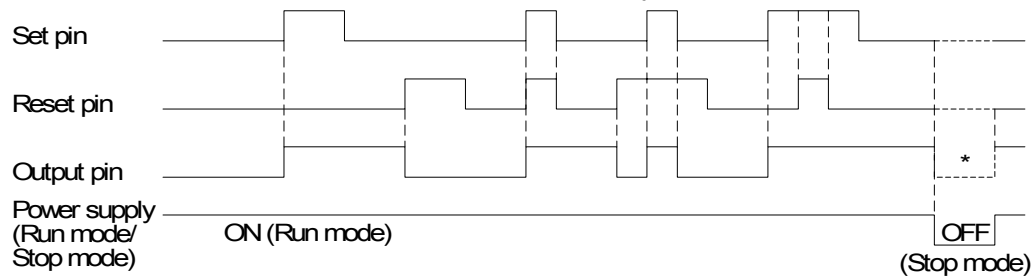 Set pin
Reset pin
Output pin
*
Power supply
(Run mode/
Stop mode)
ON (Run mode)
OFF
(Stop mode)